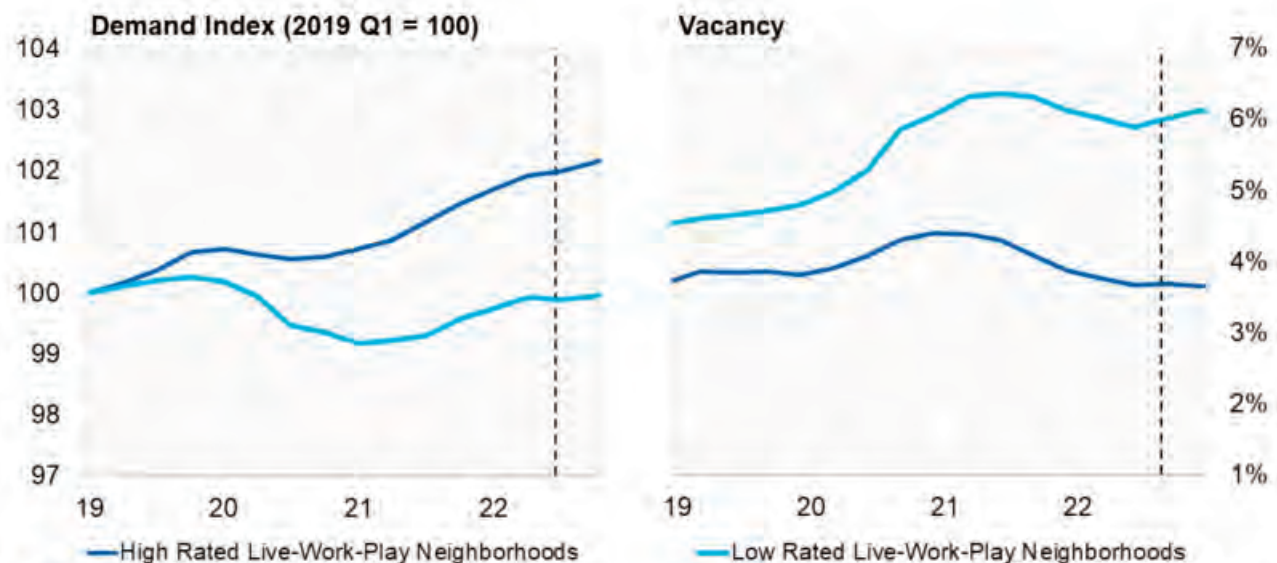 Demand Index (2019 Q1 = 100)
104
103
102
101
100
99
98
97
19 20 21 22
Vacancy
7%
6%
5%
4%
3%
2%
1%
19 20 21 22
High Rated Live-Work-Play Neighborhoods
Low Rated Live-Work-Play Neighborhoods